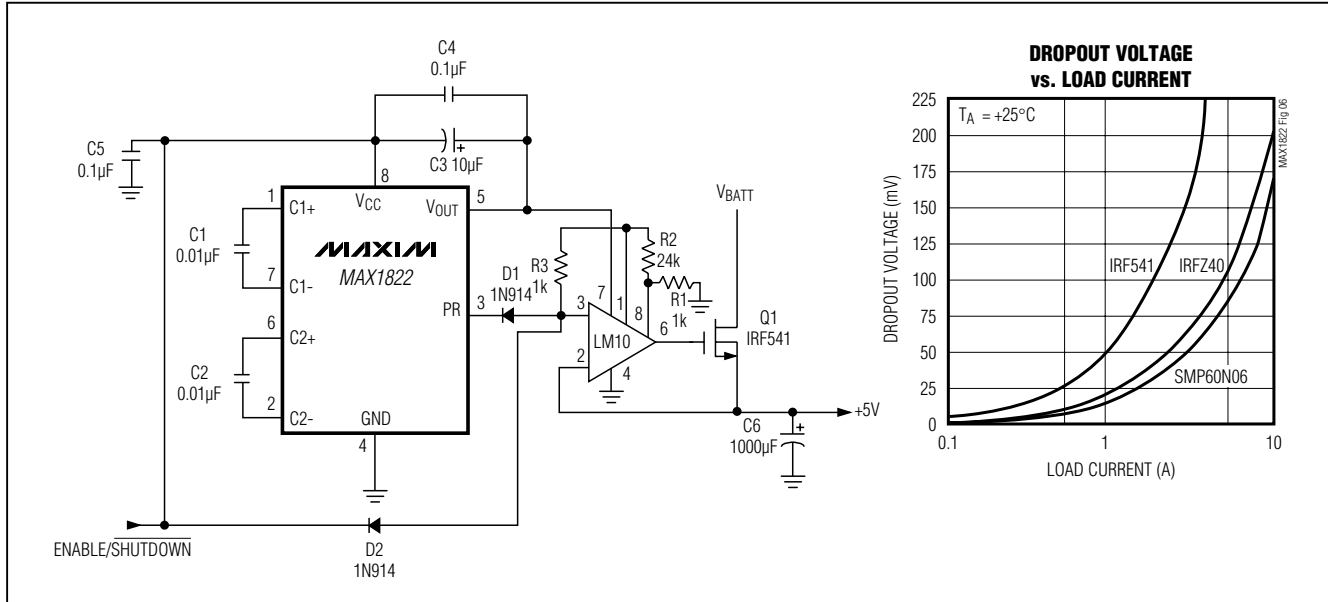 C4
0.1µF
C5
0.1µF
C3 10µF
+
8
VCC
VOUT
5
1
C1+
C1
0.01µF
7
C1-
MAXIM
MAX1822
PR
3
6
C2+
C2
0.01µF
2
C2-
GND
4
D1
1N914
R3
1k
R2
24k
R1
1k
3
7
1
8
6
LM10
2
4
VBATT
Q1
IRF541
+5V
C6
1000µF
+
ENABLE/SHUTDOWN
D2
1N914
DROPOUT VOLTAGE
vs. LOAD CURRENT
TA = +25°C
MAX1822 Fig 06
DROPOUT VOLTAGE (mV)
225
200
175
150
125
100
75
50
25
0
IRF541
IRFZ40
SMP60N06
0.1
1
10
LOAD CURRENT (A)